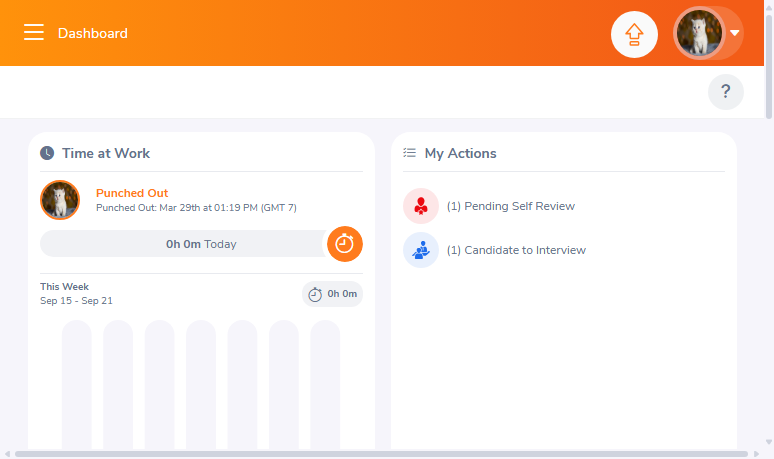 Dashboard
?
Time at Work
Punched Out
Punched Out: Mar 29th at 01:19 PM (GMT 7)
0h 0m Today
This Week
Sep 15 - Sep 21
0h 0m
My Actions
(1) Pending Self Review
(1) Candidate to Interview